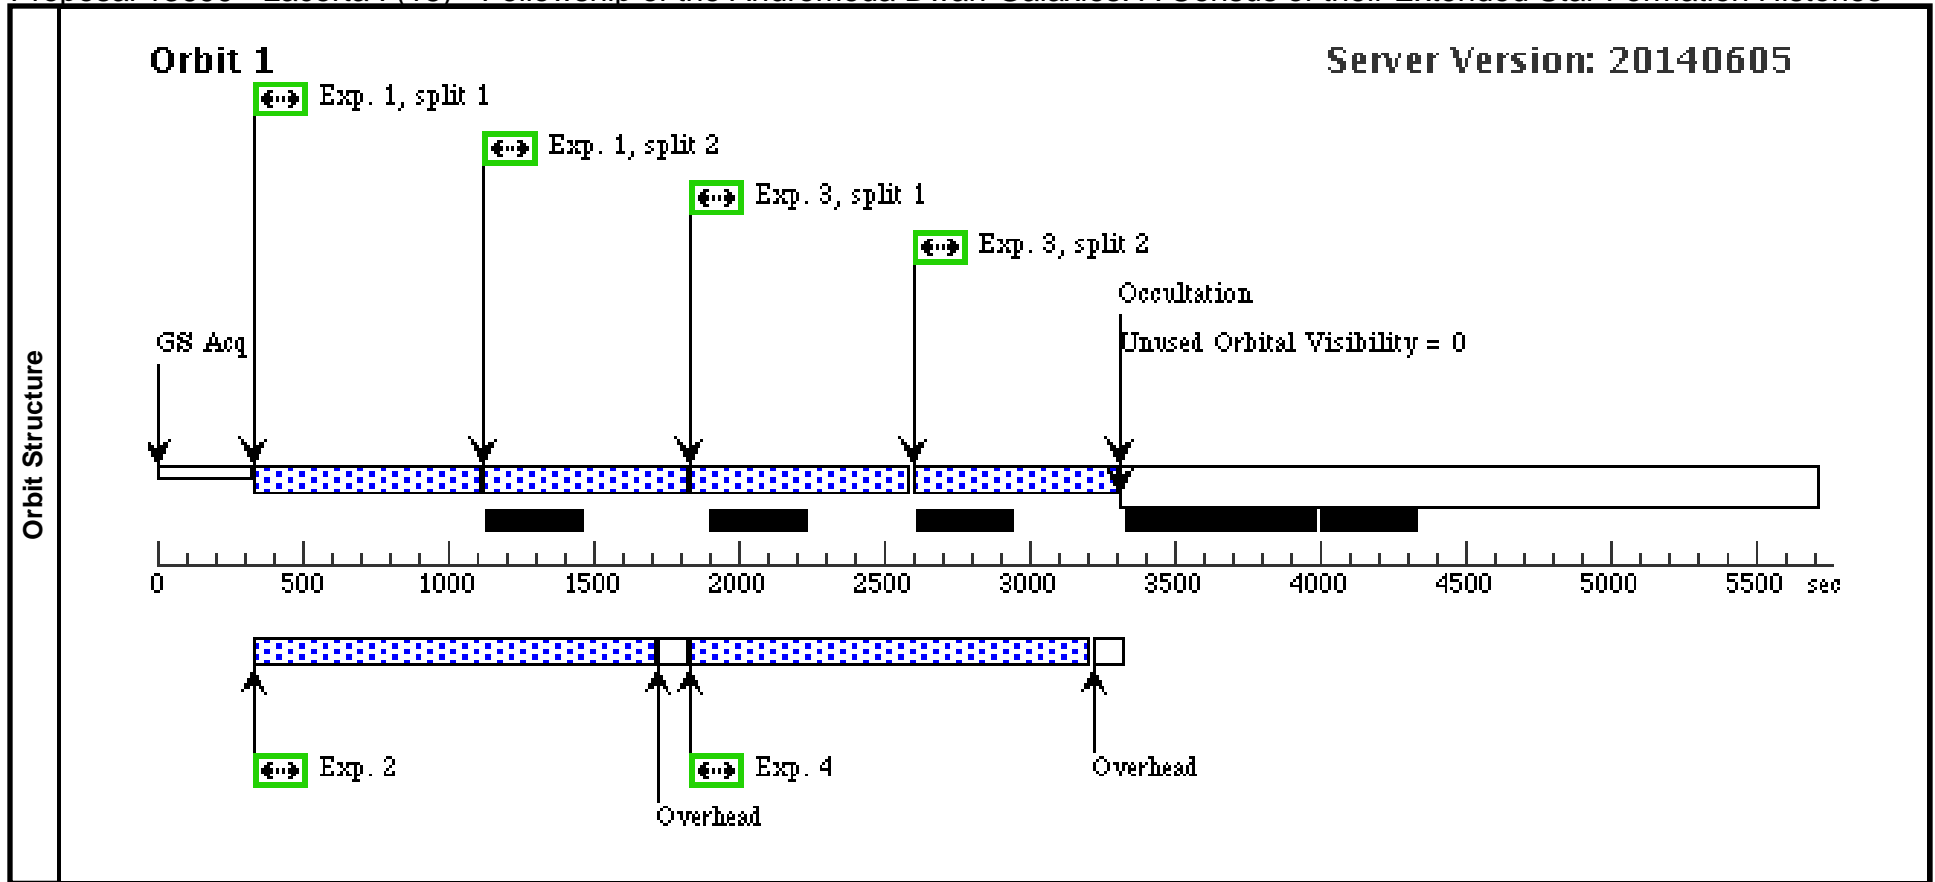 Orbit 1
Server Version: 20140605
Exp. 1, split 1
Exp. 1, split 2
Exp. 3, split 1
Exp. 3, split 2
Occultation
GS Acq
Unused Orbital Visibility = 0
Orbit Structure
0 500 1000 1500 2000 2500 3000 3500 4000 4500 5000 5500 sec
Exp. 2
Exp. 4
Overhead
Overhead